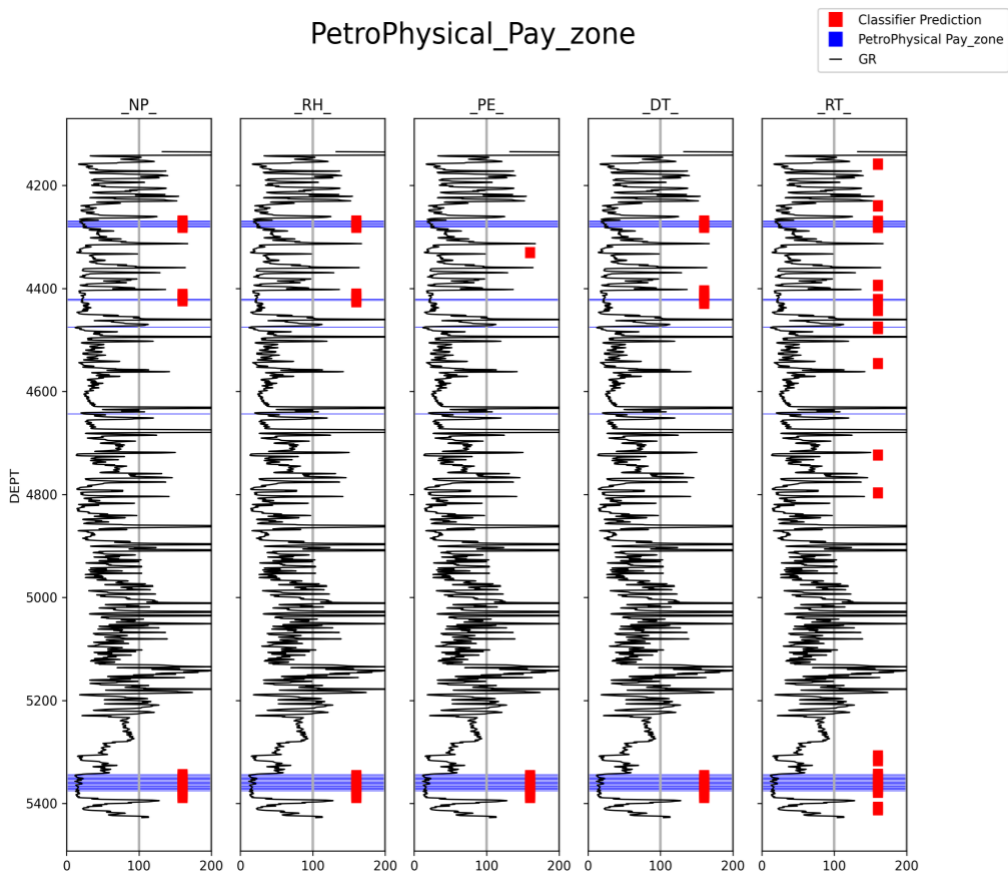 PetroPhysical_Pay_zone
Classifier Prediction
PetroPhysical Pay_zone
GR
_NP_
_RH_
_PE_
_DT_
_RT_
DEPT
4200
4400
4600
4800
5000
5200
5400
0 100 200 0 100 200 0 100 200 0 100 200 0 100 200